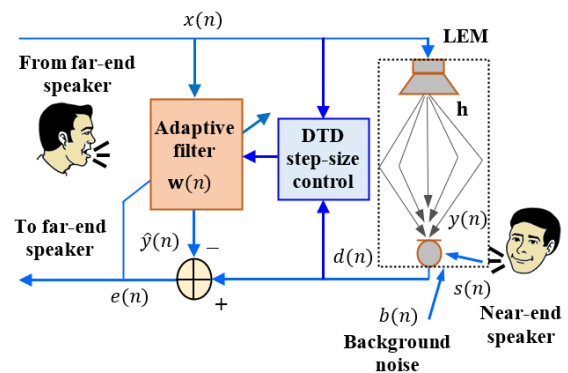 x(n)
LEM
From far-end
speaker
h
Adaptive
filter
w(n)
DTD
step-size
control
To far-end
speaker
ŷ(n)
−
d(n)
y(n)
e(n)
+
s(n)
b(n)
Near-end
speaker
Background
noise